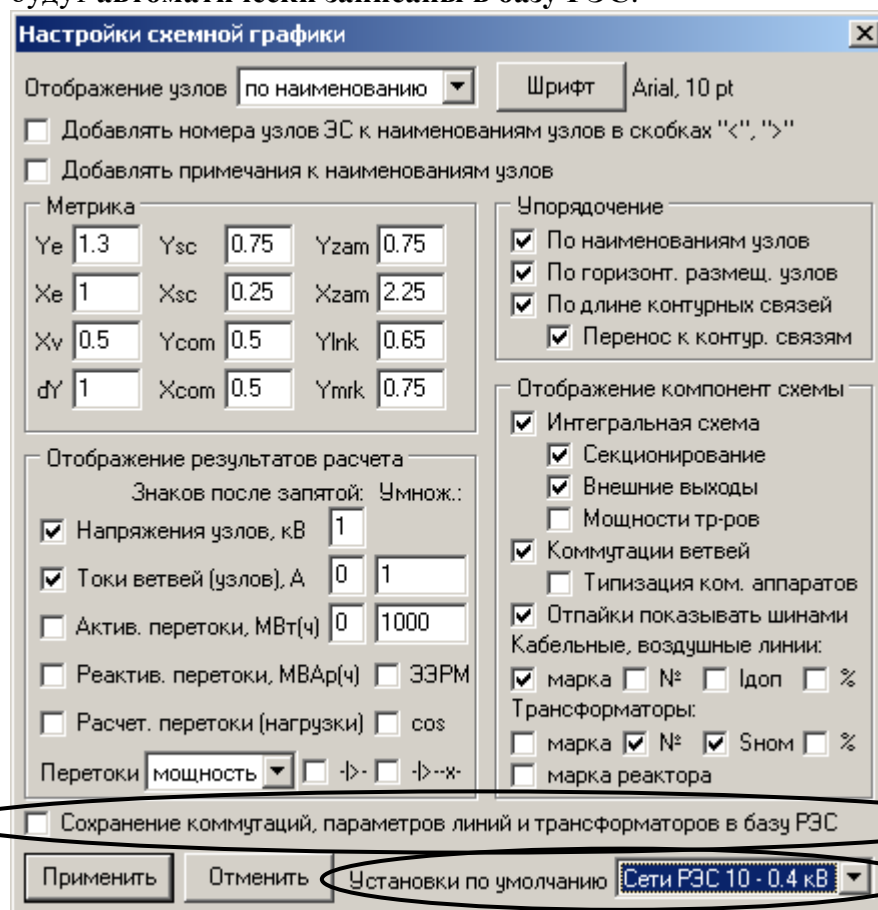 будут автоматически записаны в базу РЭС.
Настройки схемной графики
Отображение узлов по наименованию Шрифт Arial, 10 pt
Добавлять номера узлов ЭС к наименованиям узлов в скобках "<", ">"
Добавлять примечания к наименованиям узлов
Метрика
Ye 1.3 Ysc 0.75 Yzam 0.75
Xe 1 Xsc 0.25 Xzam 2.25
Xv 0.5 Ycom 0.5 Ylnk 0.65
dY 1 Xcom 0.5 Ymrk 0.75
Упорядочение
По наименованиям узлов
По горизонт. размещ. узлов
По длине контурных связей
Перенос к контур. связям
Отображение результатов расчета
Знаков после запятой: Умнож.:
Напряжения узлов, кВ 1
Токи ветвей (узлов), А 0 1
Актив. перетоки, МВт(ч) 0 1000
Реактив. перетоки, МВАр(ч) ЭЭРМ
Расчет. перетоки (нагрузки) cos
Перетоки мощность -|>- -|>--x-
Отображение компонент схемы
Интегральная схема
Секционирование
Внешние выходы
Мощности тр-ров
Коммутации ветвей
Типизация ком. аппаратов
Отпайки показывать шинами
Кабельные, воздушные линии:
марка № Iдоп %
Трансформаторы:
марка № Sном %
марка реактора
Сохранение коммутаций, параметров линий и трансформаторов в базу РЭС
Применить Отменить Установки по умолчанию Сети РЭС 10 - 0.4 кВ